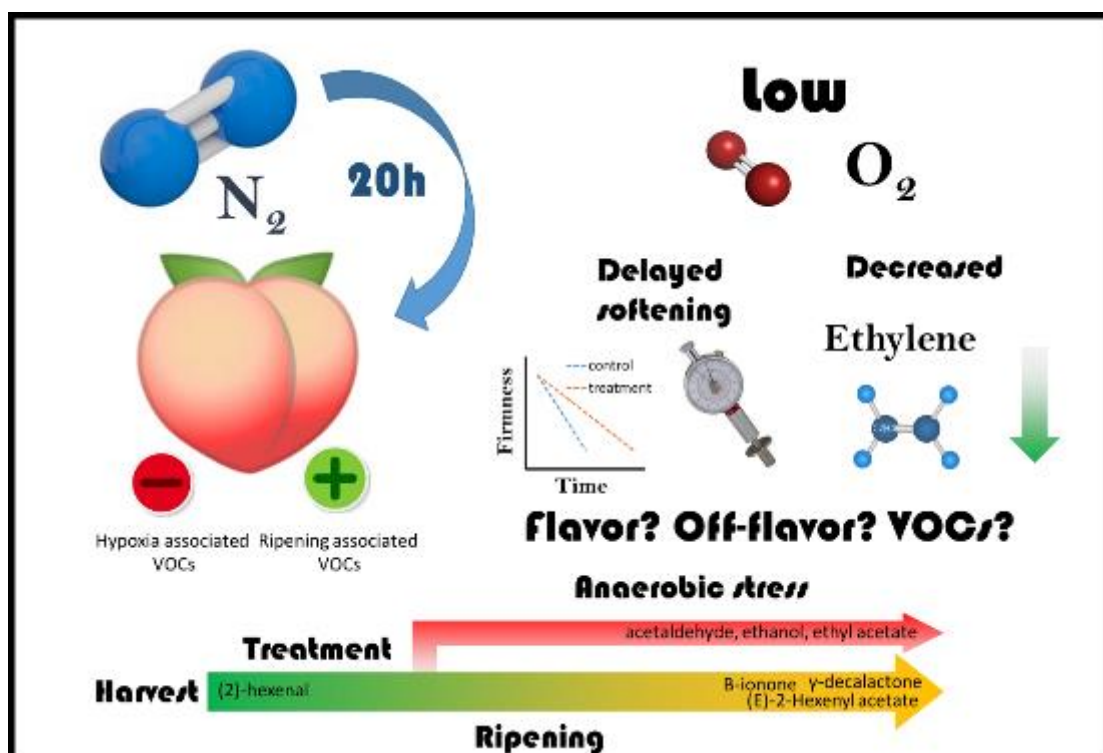 N2
20h
Low
O2
Delayed
softening
Decreased
Ethylene
control
treatment
Firmness
Time
Hypoxia associated
VOCs
Ripening associated
VOCs
Flavor? Off-flavor? VOCs?
Anaerobic stress
acetaldehyde, ethanol, ethyl acetate
Treatment
Harvest
(2)-hexenal
B-ionone γ-decalactone
(E)-2-Hexenyl acetate
Ripening